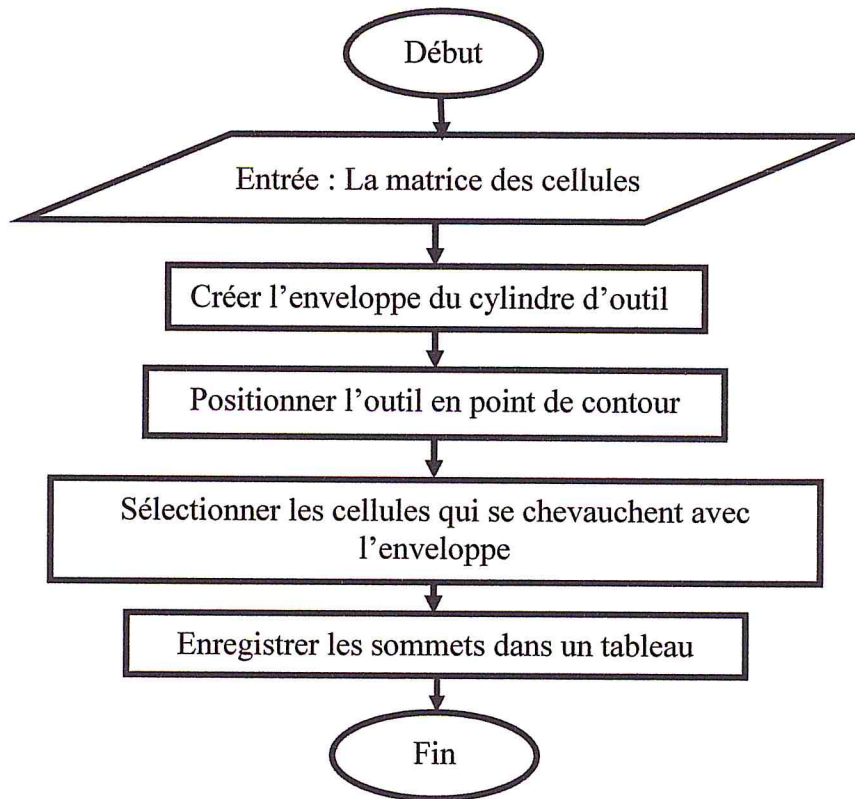 Début
Entrée : La matrice des cellules
Créer l’enveloppe du cylindre d’outil
Positionner l’outil en point de contour
Sélectionner les cellules qui se chevauchent avec
l’enveloppe
Enregistrer les sommets dans un tableau
Fin